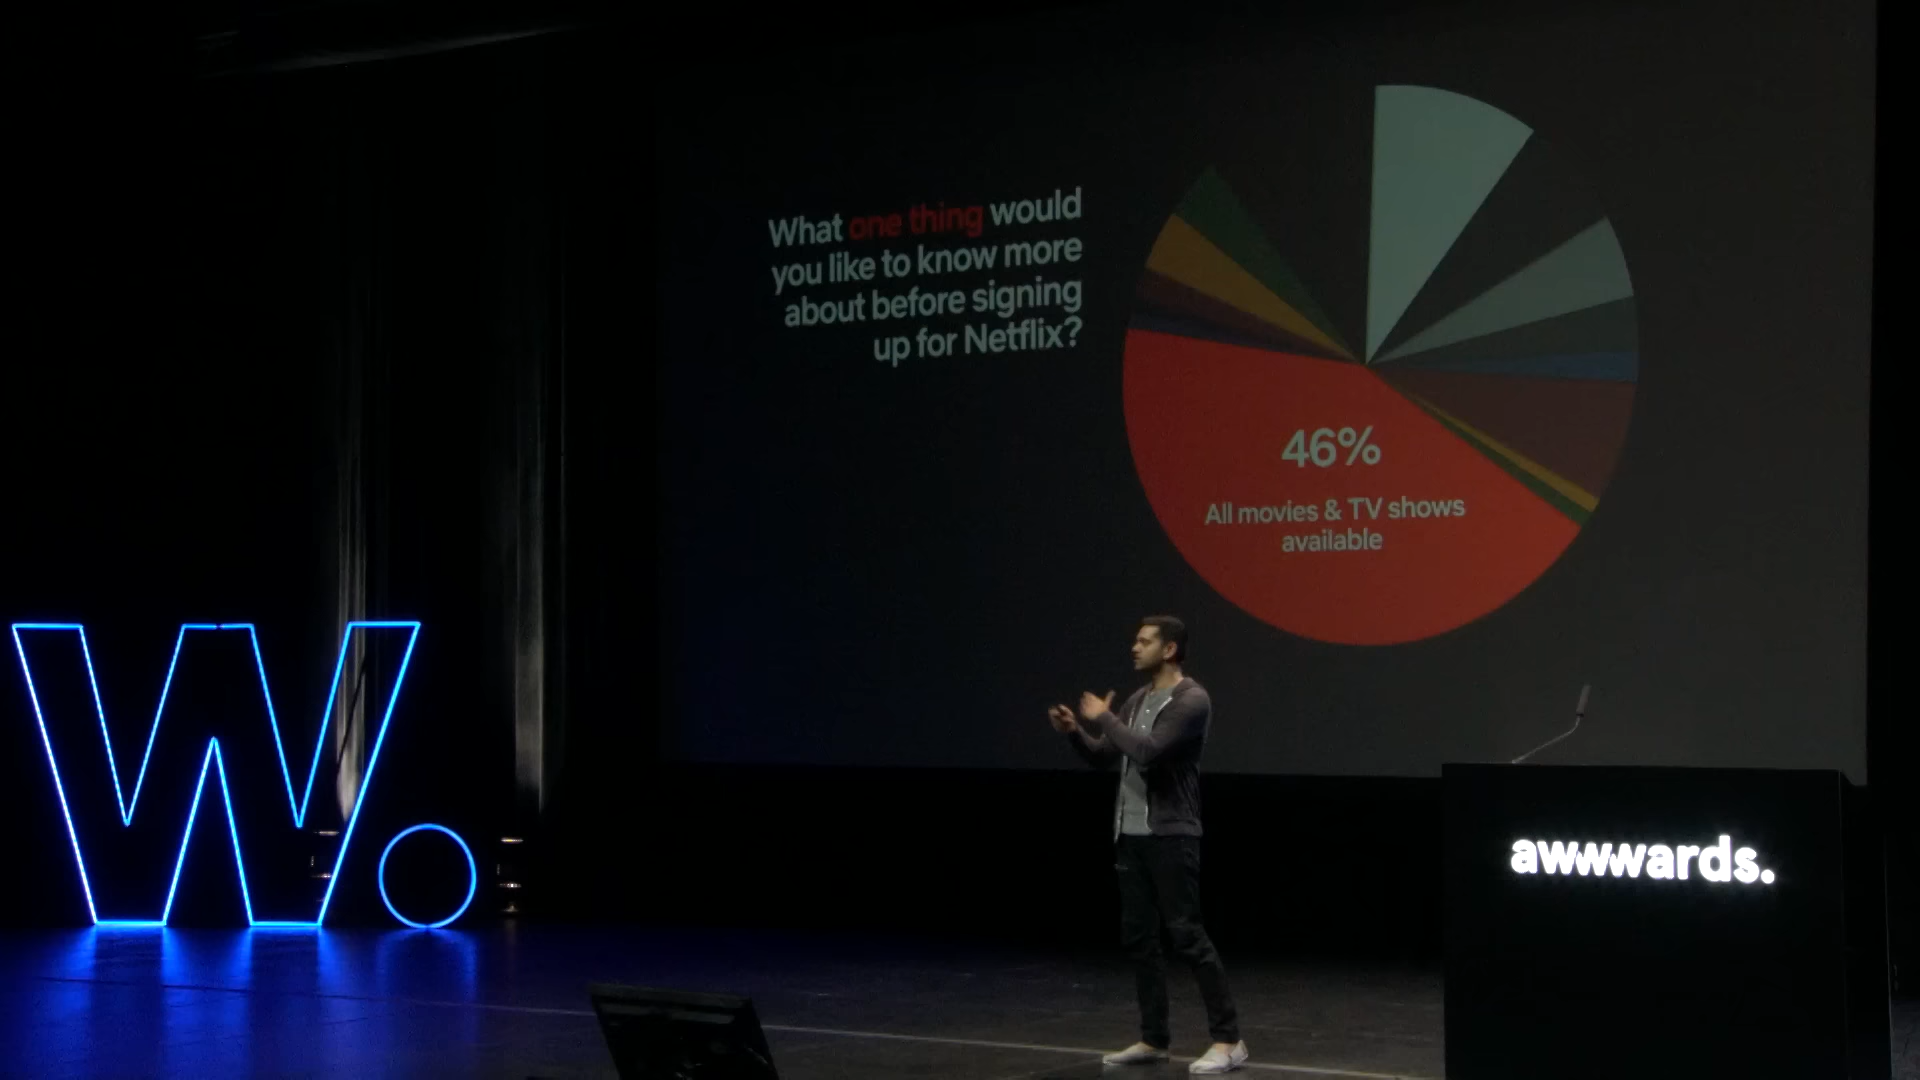 What one thing would
you like to know more
about before signing
up for Netflix?
46%
All movies & TV shows
available
W.
awwwards.